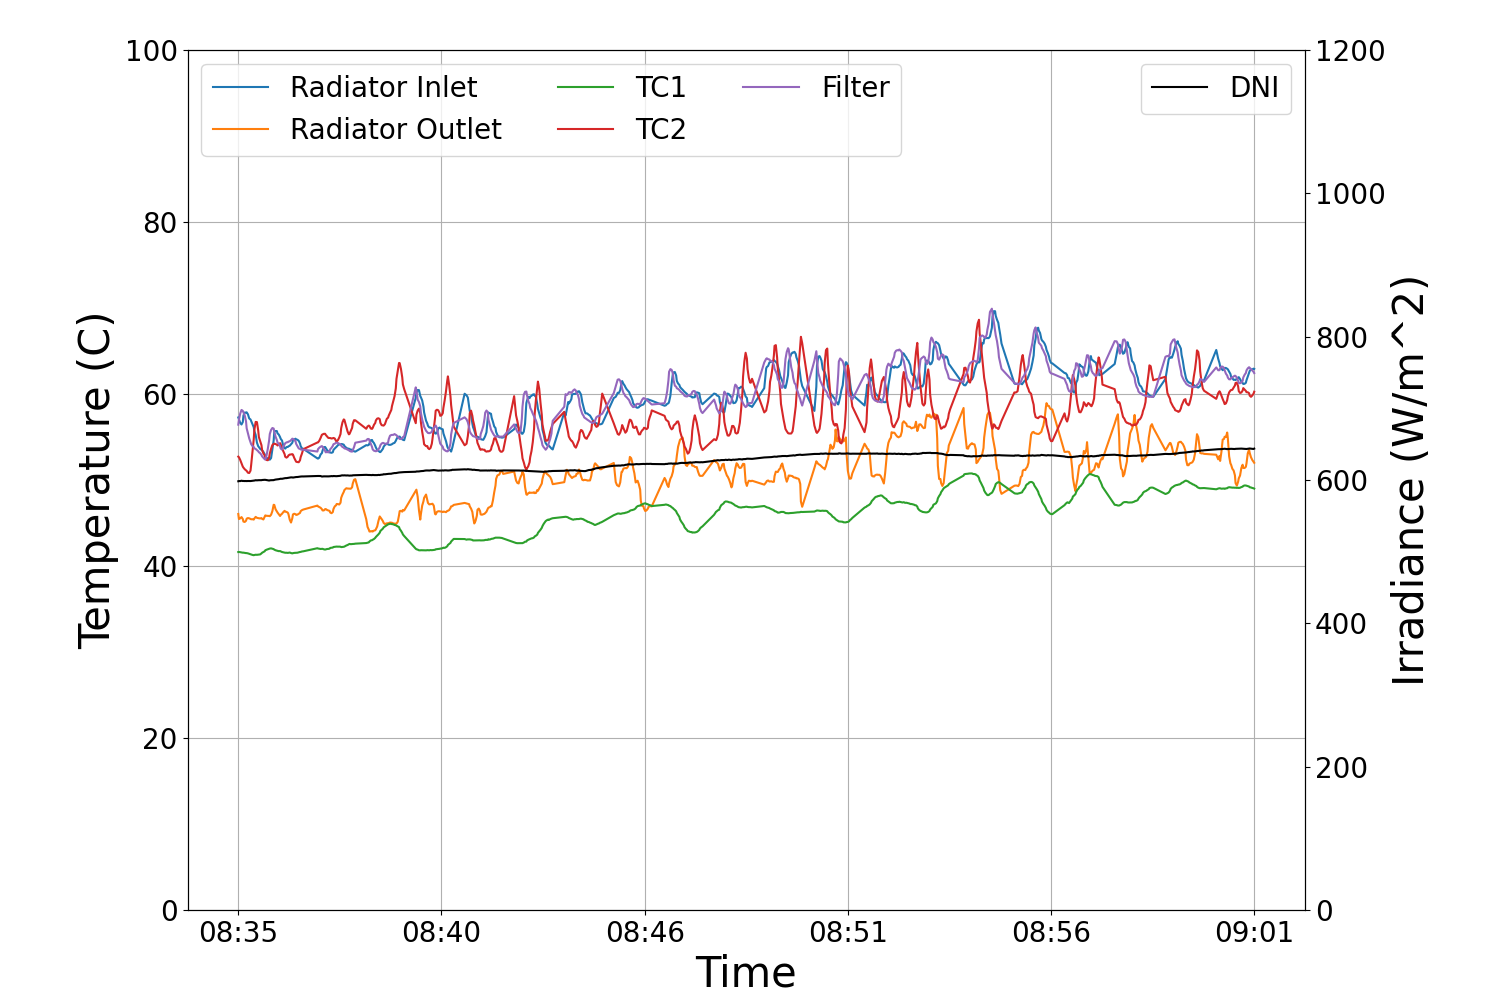 Radiator Inlet
Radiator Outlet
TC1
TC2
Filter
DNI
Temperature (C)
100
80
60
40
20
0
1200
1000
800
600
400
200
0
Irradiance (W/m^2)
08:35 08:40 08:46 08:51 08:56 09:01
Time